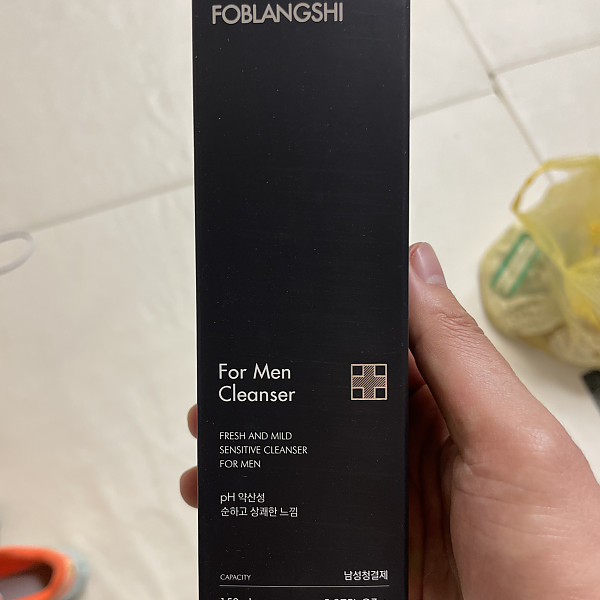 FOBLANGSHI
For Men
Cleanser
FRESH AND MILD
SENSITIVE CLEANSER
FOR MEN
pH 약산성
순하고 상쾌한 느낌
CAPACITY
남성청결제